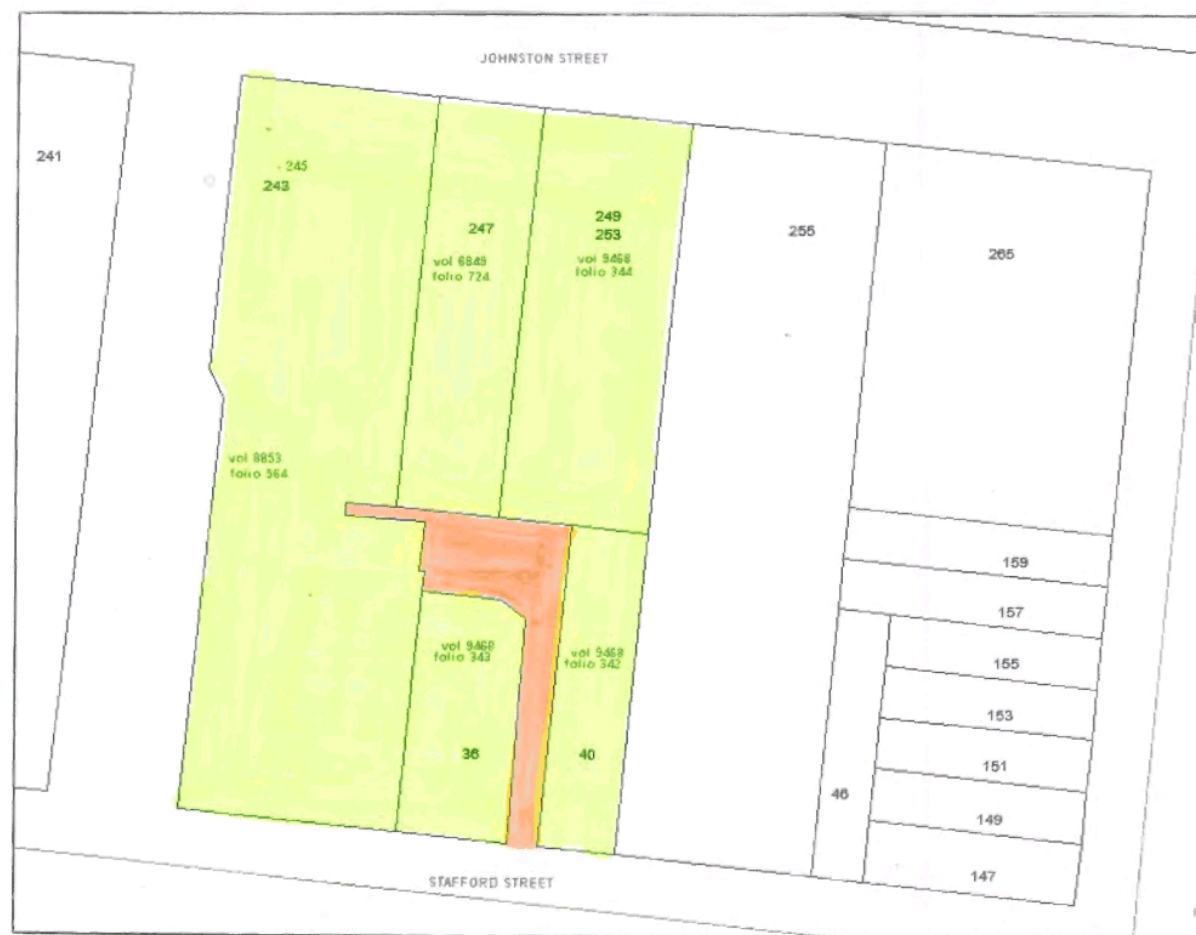 JOHNSTON STREET
241
245
243
247
vol 6849
folio 724
249
253
vol 9468
folio 344
255
265
vol 8853
folio 564
159
157
155
153
151
149
147
46
vol 9468
folio 343
vol 9468
folio 342
36
40
STAFFORD STREET